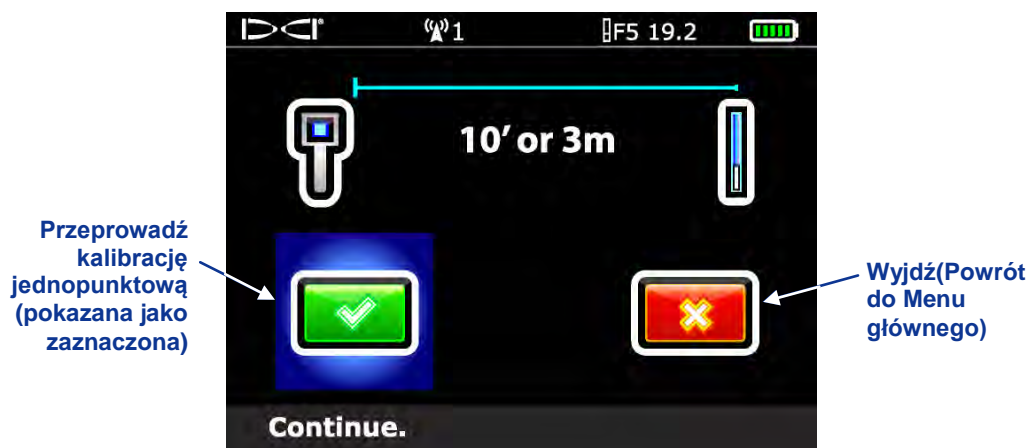 DCI®
1
F5 19.2
10' or 3m
Przeprowadź
kalibrację
jednopunktową
(pokazana jako
zaznaczona)
Wyjdź(Powrót
do Menu
głównego)
Continue.